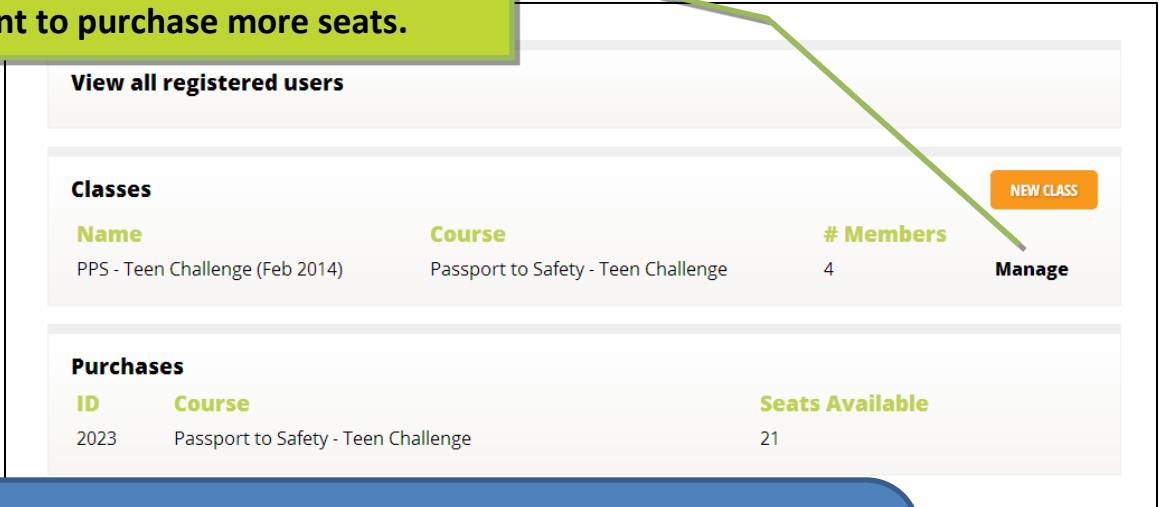 nt to purchase more seats.
View all registered users
Classes
NEW CLASS
Name Course # Members
PPS - Teen Challenge (Feb 2014) Passport to Safety - Teen Challenge 4 Manage
Purchases
ID Course Seats Available
2023 Passport to Safety - Teen Challenge 21